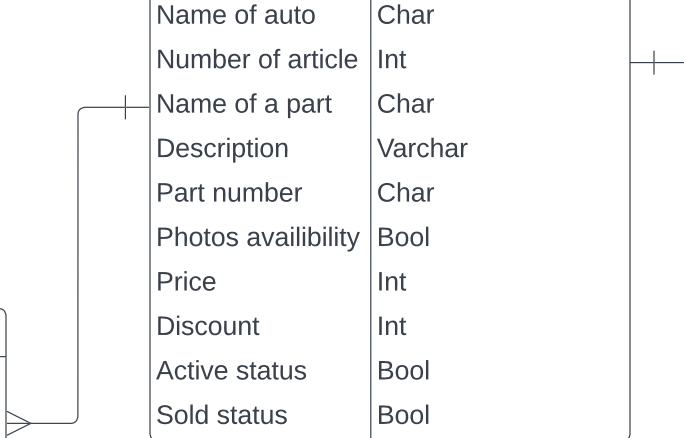 Name of auto Char
Number of article Int
Name of a part Char
Description Varchar
Part number Char
Photos availibility Bool
Price Int
Discount Int
Active status Bool
Sold status Bool